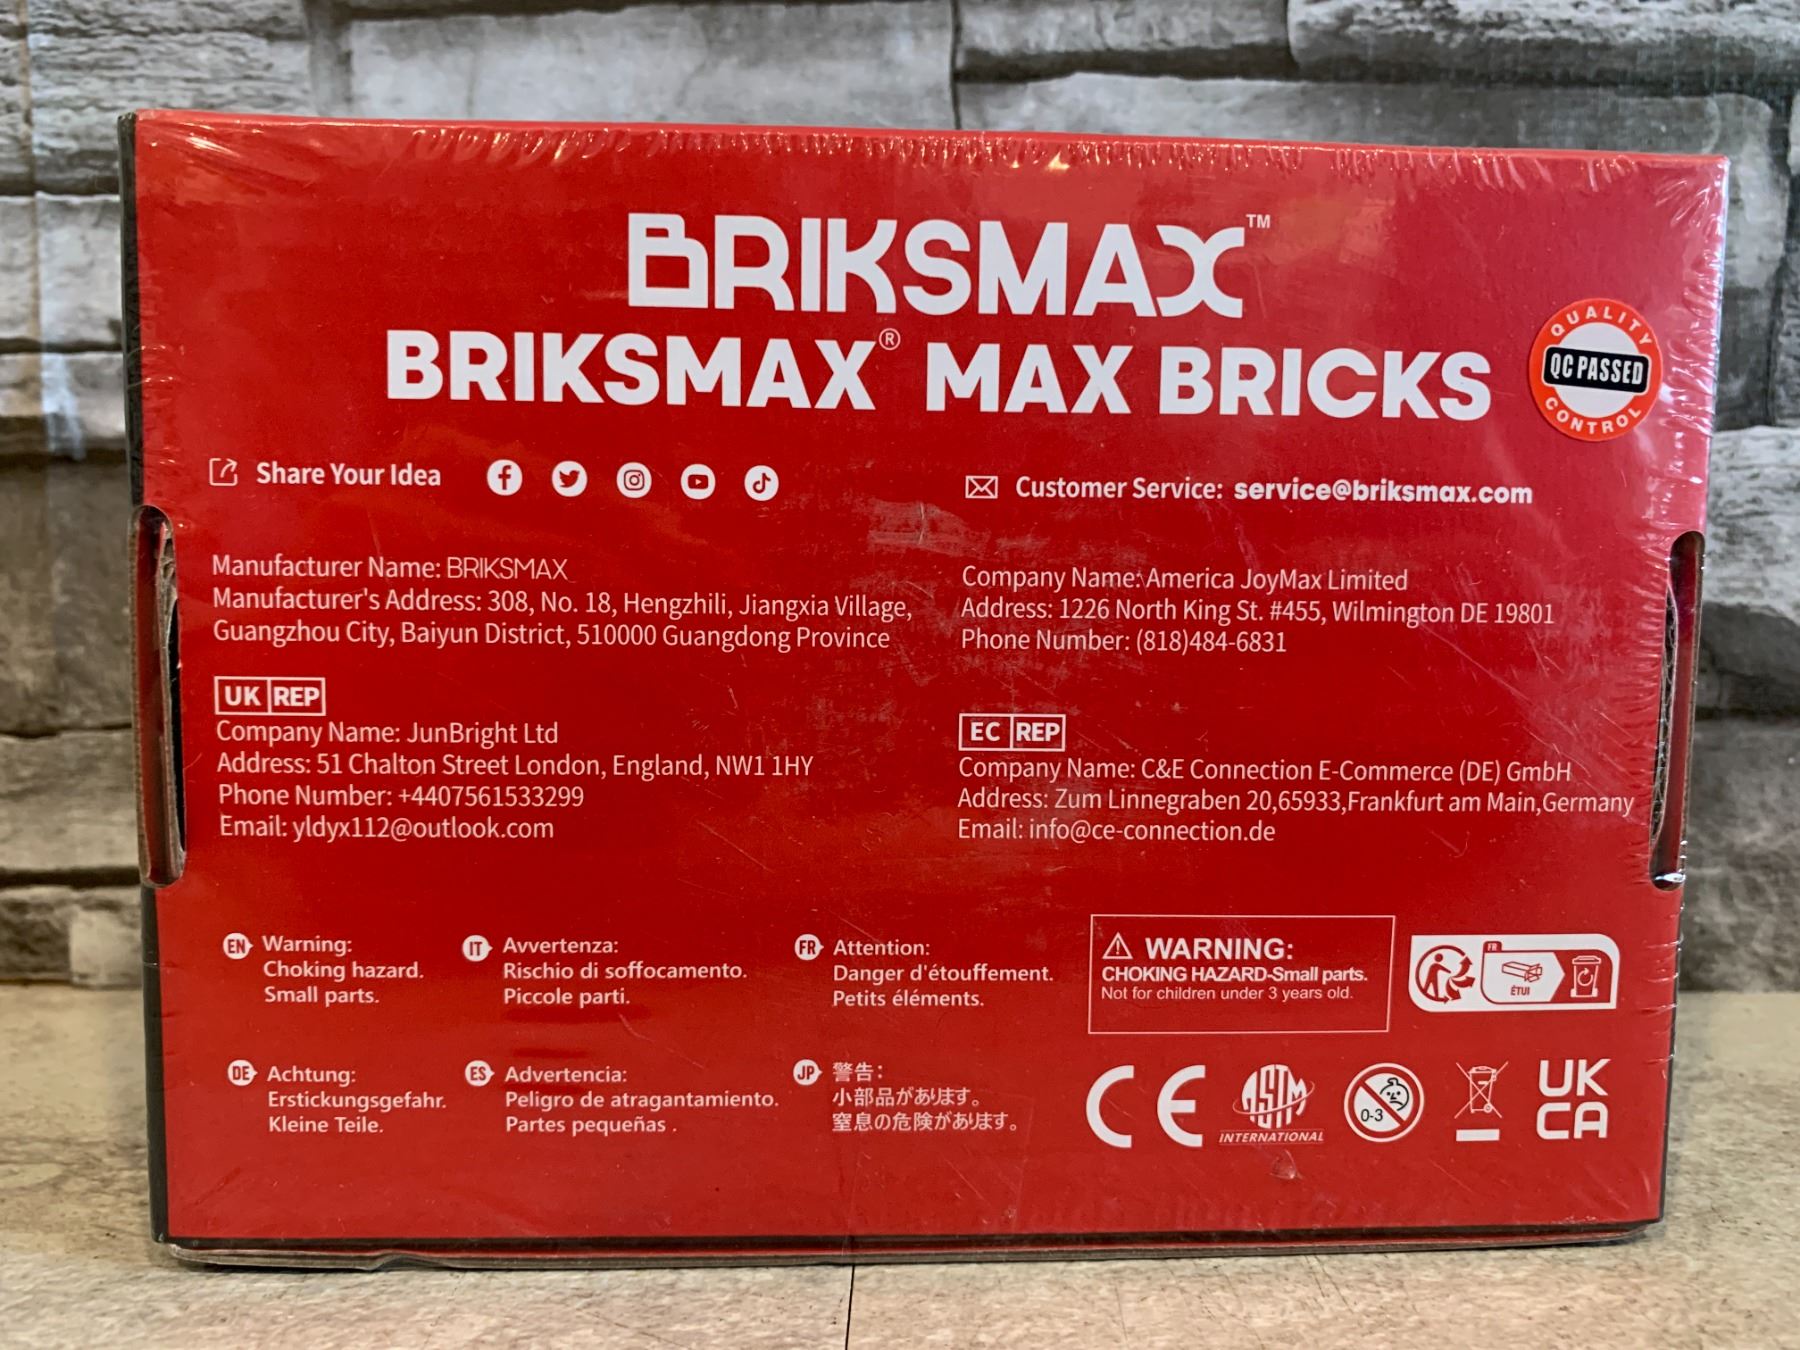 BRIKSMAX™
BRIKSMAX® MAX BRICKS
QUALITY
QC PASSED
CONTROL
Share Your Idea
Customer Service: service@briksmax.com
Manufacturer Name: BRIKSMAX
Manufacturer's Address: 308, No. 18, Hengzhili, Jiangxia Village,
Guangzhou City, Baiyun District, 510000 Guangdong Province
Company Name: America JoyMax Limited
Address: 1226 North King St. #455, Wilmington DE 19801
Phone Number: (818)484-6831
UK REP
Company Name: JunBright Ltd
Address: 51 Chalton Street London, England, NW1 1HY
Phone Number: +4407561533299
Email: yldyx112@outlook.com
EC REP
Company Name: C&E Connection E-Commerce (DE) GmbH
Address: Zum Linnegraben 20,65933,Frankfurt am Main,Germany
Email: info@ce-connection.de
EN Warning:
Choking hazard.
Small parts.
IT Avvertenza:
Rischio di soffocamento.
Piccole parti.
FR Attention:
Danger d'étouffement.
Petits éléments.
WARNING:
CHOKING HAZARD-Small parts.
Not for children under 3 years old.
FR
ÉTUI
DE Achtung:
Erstickungsgefahr.
Kleine Teile.
ES Advertencia:
Peligro de atragantamiento.
Partes pequeñas .
JP 警告：
小部品があります。
窒息の危険があります。
CE
ASTM
INTERNATIONAL
0-3
UK
CA